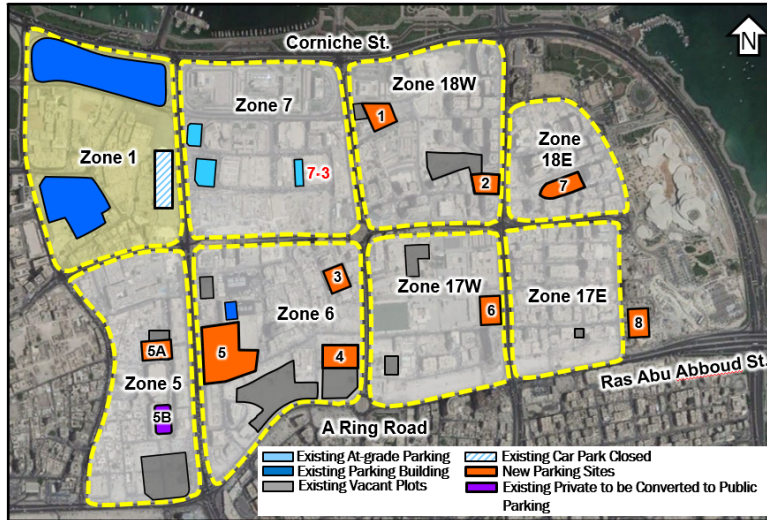 Corniche St.
N
Zone 7
Zone 18W
1
Zone 1
Zone
18E
7-3
2
7
3
Zone 17W
Zone 17E
Zone 6
6
8
5
4
5A
Zone 5
5B
Ras Abu Abboud St.
A Ring Road
Existing At-grade Parking
Existing Car Park Closed
Existing Parking Building
New Parking Sites
Existing Vacant Plots
Existing Private to be Converted to Public
Parking